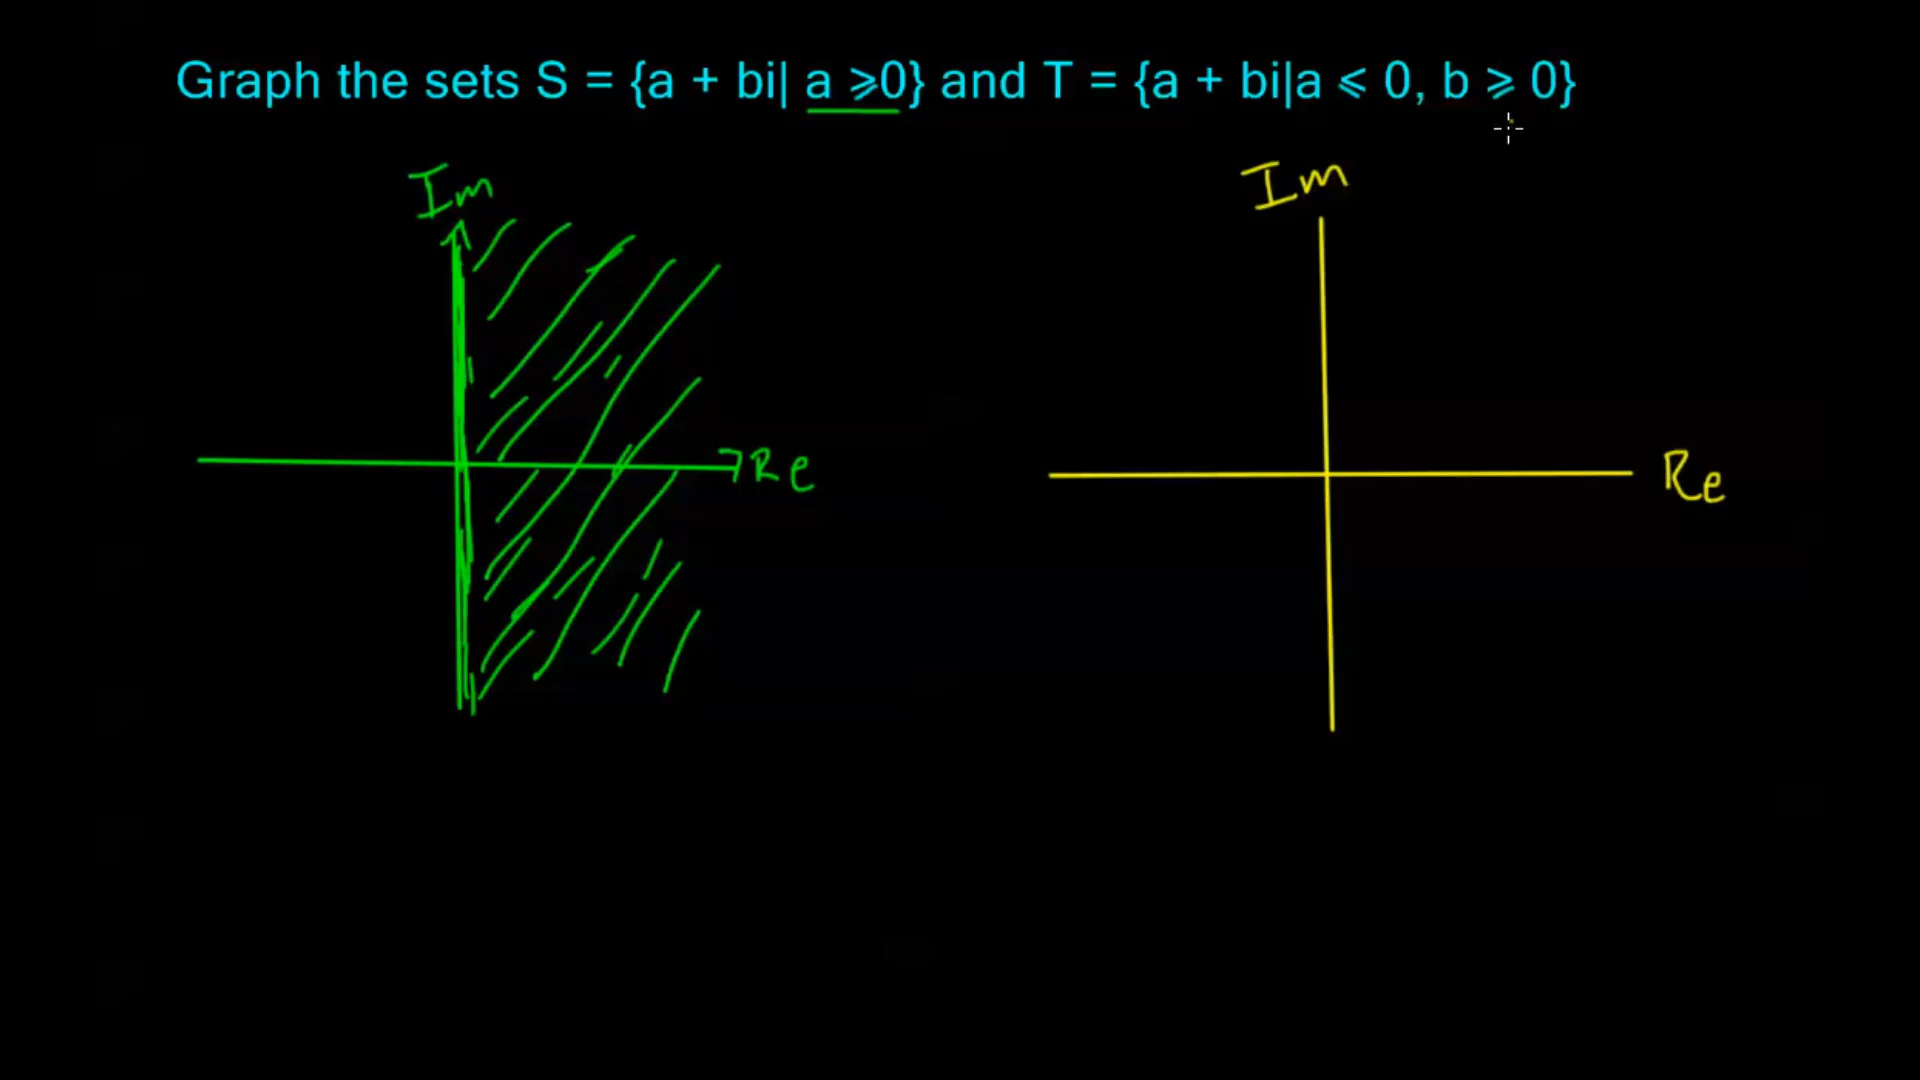 Graph the sets S = {a + bi| a ⩾0} and T = {a + bi|a ⩽ 0, b ⩾ 0}
Im
Im
Re
Re